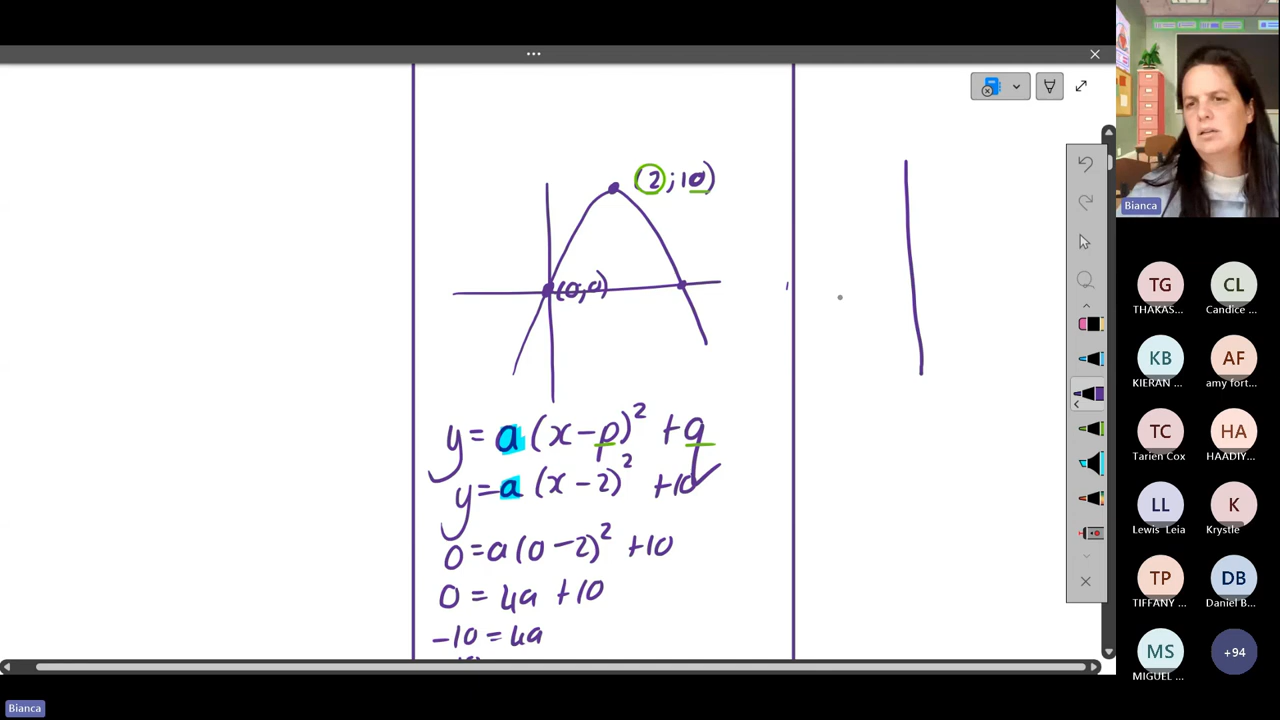 (2;10)
(0,0)
y = a (x - p)² + q
y = a (x - 2)² + 10
0 = a (0 - 2)² + 10
0 = 4a + 10
-10 = 4a
Bianca
TG
THAKAS...
CL
Candice ...
KB
KIERAN ...
AF
amy fort...
TC
Tarien Cox
HA
HAADIY...
LL
Lewis Leia
K
Krystle
TP
TIFFANY ...
DB
Daniel B...
MS
MIGUEL ...
+94
Bianca